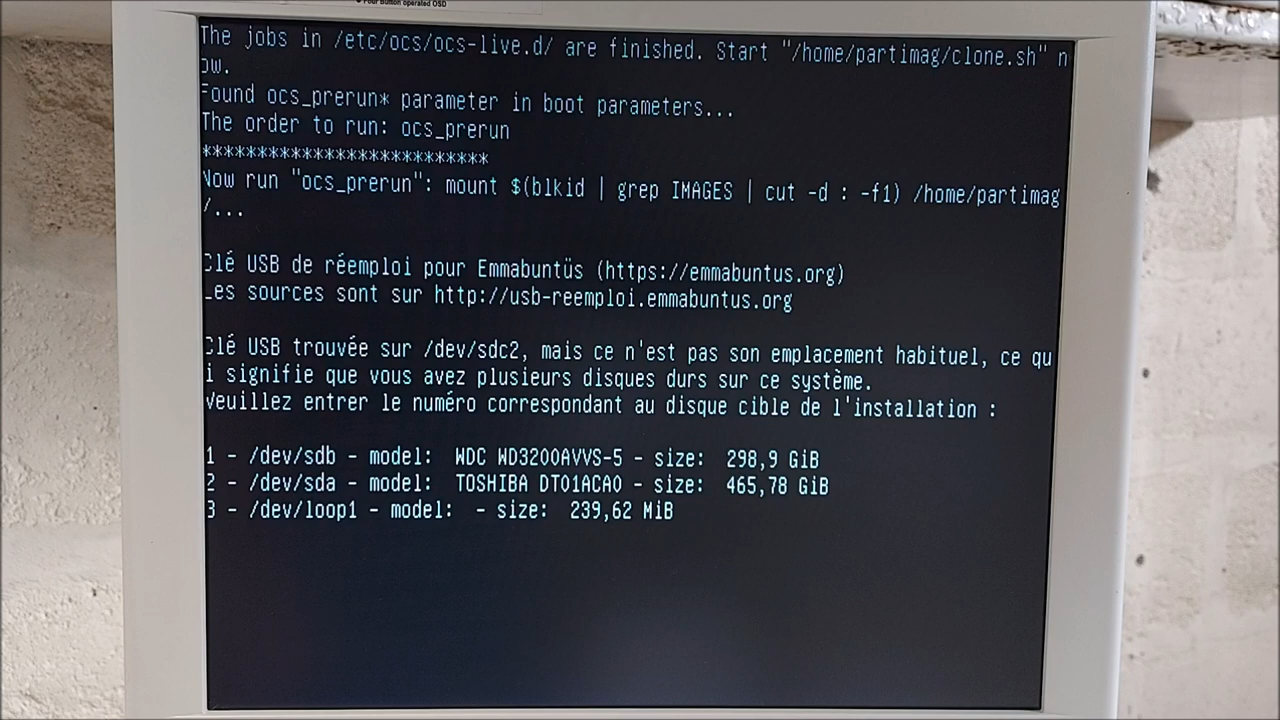 Four Button operated OSD
The jobs in /etc/ocs/ocs-live.d/ are finished. Start "/home/partimag/clone.sh" n
ow.
Found ocs_prerun* parameter in boot parameters...
The order to run: ocs_prerun
**************************
Now run "ocs_prerun": mount $(blkid | grep IMAGES | cut -d : -f1) /home/partimag
/...
Clé USB de réemploi pour Emmabuntüs (https://emmabuntus.org)
Les sources sont sur http://usb-reemploi.emmabuntus.org
Clé USB trouvée sur /dev/sdc2, mais ce n'est pas son emplacement habituel, ce qu
i signifie que vous avez plusieurs disques durs sur ce système.
Veuillez entrer le numéro correspondant au disque cible de l'installation :
1 - /dev/sdb - model:  WDC WD3200AVVS-5 - size:  298,9 GiB
2 - /dev/sda - model:  TOSHIBA DT01ACA0 - size:  465,78 GiB
3 - /dev/loop1 - model:  - size:  239,62 MiB